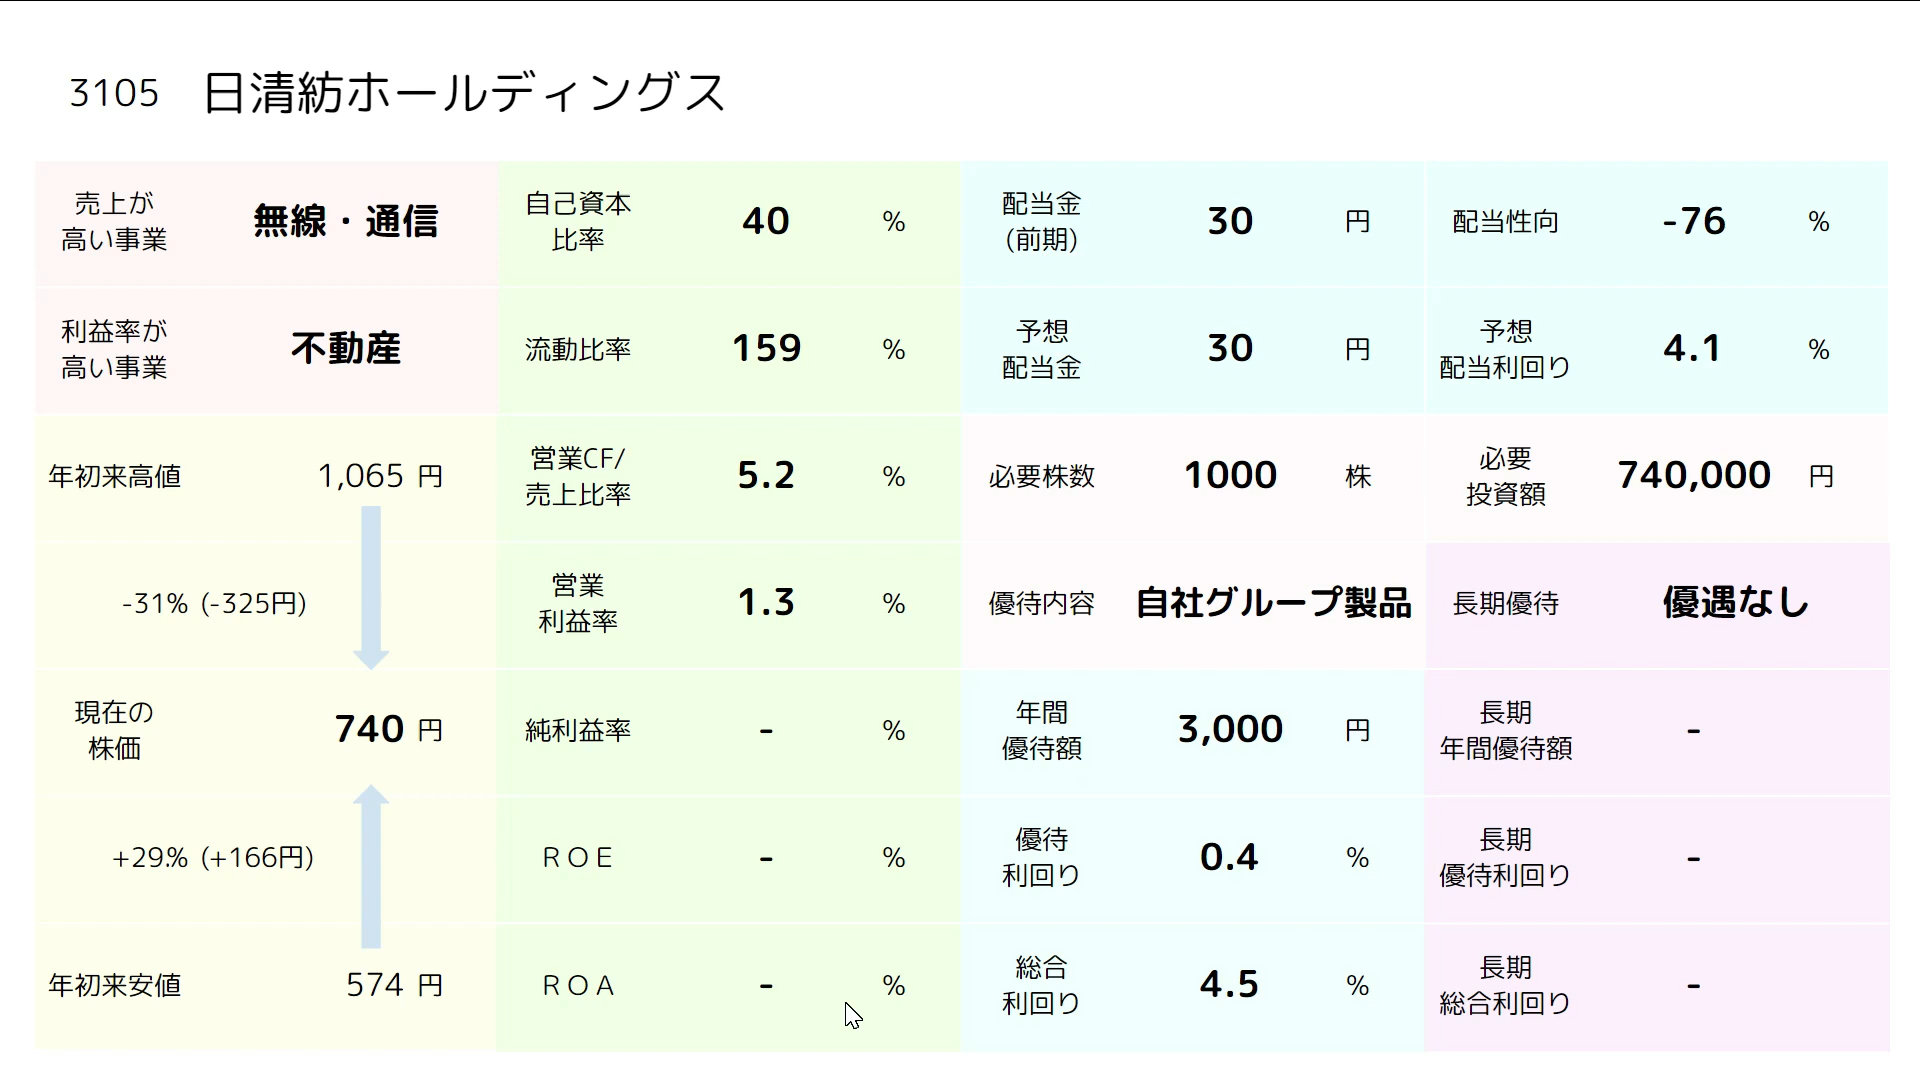 3105 日清紡ホールディングス
売上が
高い事業
無線・通信
自己資本
比率
40 %
配当金
(前期)
30 円
配当性向 -76 %
利益率が
高い事業
不動産
流動比率 159 %
予想
配当金
30 円
予想
配当利回り
4.1 %
年初来高値 1,065 円
営業CF/
売上比率
5.2 %
必要株数 1000 株
必要
投資額
740,000 円
-31% (-325円)
営業
利益率
1.3 %
優待内容 自社グループ製品
長期優待 優遇なし
現在の
株価
740 円
純利益率 - %
年間
優待額
3,000 円
長期
年間優待額
-
+29% (+166円)
ＲＯＥ - %
優待
利回り
0.4 %
長期
優待利回り
-
年初来安値 574 円
ＲＯＡ - %
総合
利回り
4.5 %
長期
総合利回り
-